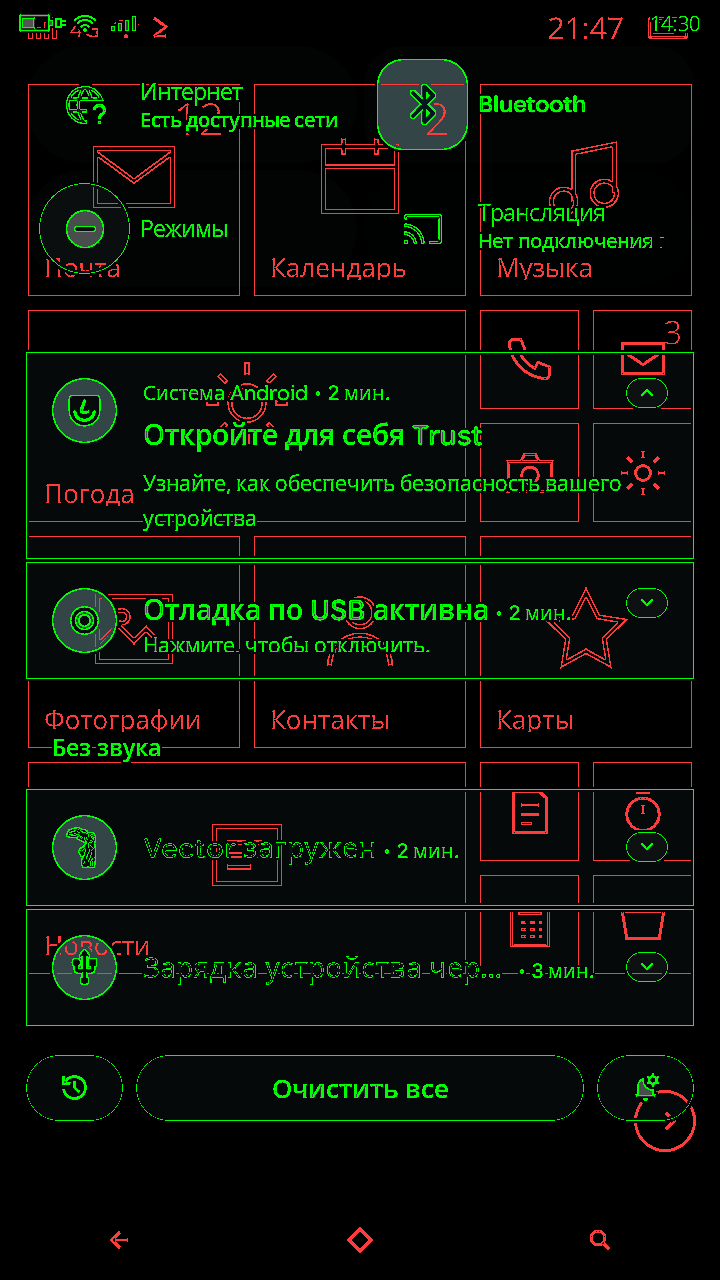 4G
21:47
14:30
Интернет
12
Есть доступные сети
2
Bluetooth
Режимы
Трансляция
Нет подключения :
Почта
Календарь
Музыка
3
Система Android • 2 мин.
Откройте для себя Trust
Погода
Узнайте, как обеспечить безопасность вашего
устройства
Отладка по USB активна • 2 мин.
Нажмите, чтобы отключить.
Фотографии
Контакты
Карты
Без звука
Vector загружен • 2 мин.
Новости
Зарядка устройства чер... • 3 мин.
Очистить все